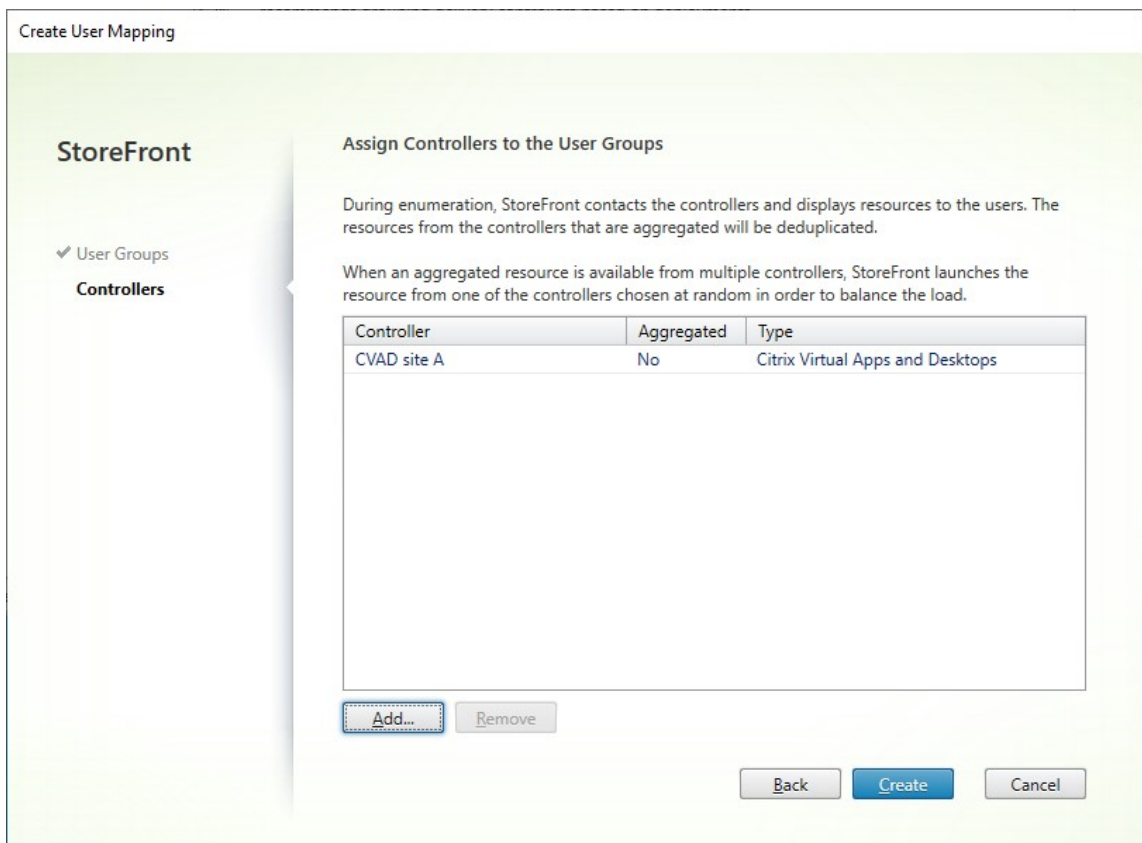 Create User Mapping
StoreFront
✔ User Groups
Controllers
Assign Controllers to the User Groups
During enumeration, StoreFront contacts the controllers and displays resources to the users. The
resources from the controllers that are aggregated will be deduplicated.
When an aggregated resource is available from multiple controllers, StoreFront launches the
resource from one of the controllers chosen at random in order to balance the load.
Controller Aggregated Type
CVAD site A No Citrix Virtual Apps and Desktops
Add... Remove
Back Create Cancel